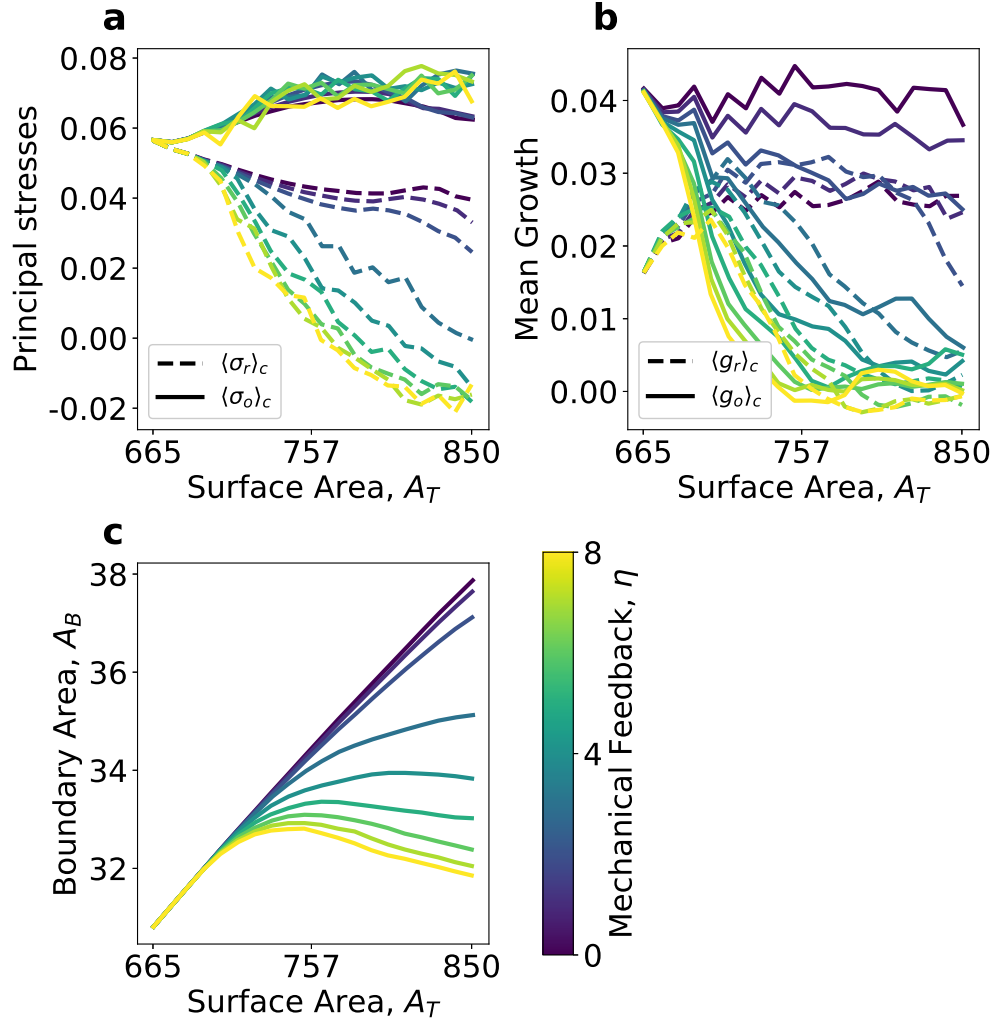 a
Principal stresses
0.08
0.06
0.04
0.02
0.00
-0.02
⟨σr⟩c
⟨σo⟩c
665
757
850
Surface Area, AT
b
Mean Growth
0.04
0.03
0.02
0.01
0.00
⟨gr⟩c
⟨go⟩c
665
757
850
Surface Area, AT
c
Boundary Area, AB
38
36
34
32
665
757
850
Surface Area, AT
8
4
0
Mechanical Feedback, η